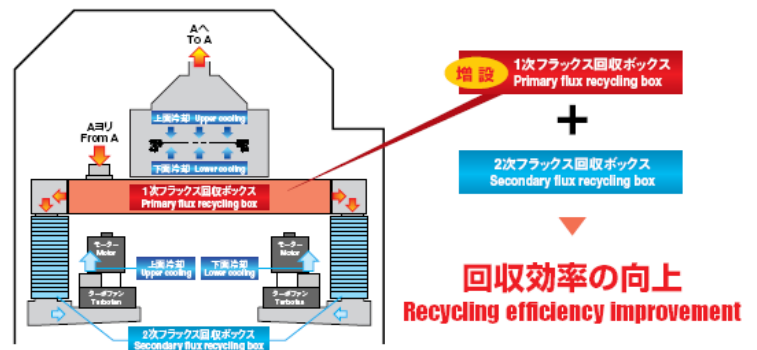 Aへ
To A
Aヨリ
From A
上面冷却 Upper cooling
下面冷却 Lower cooling
1次フラックス回収ボックス
Primary flux recycling box
モーター
Motor
上面冷却
Upper cooling
下面冷却
Lower cooling
モーター
Motor
ターボファン
Turbofan
ターボファン
Turbofan
2次フラックス回収ボックス
Secondary flux recycling box
増設
1次フラックス回収ボックス
Primary flux recycling box
+
2次フラックス回収ボックス
Secondary flux recycling box
回収効率の向上
Recycling efficiency improvement